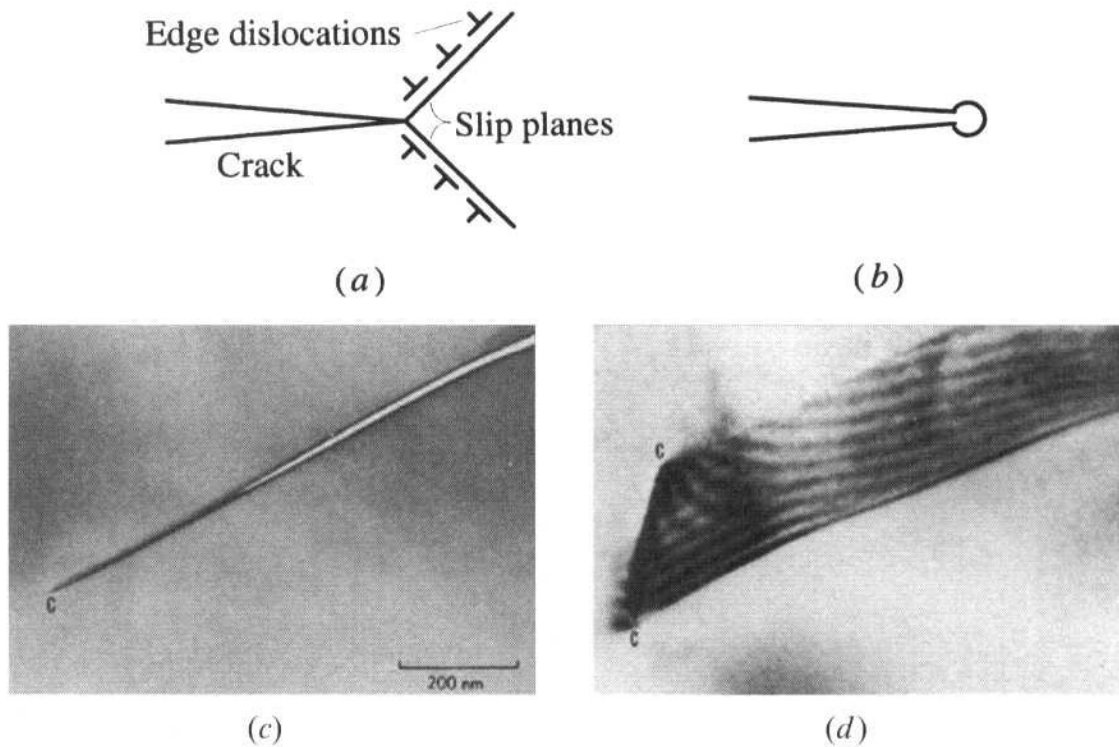 Edge dislocations
Slip planes
Crack
(a)
(b)
C
200 nm
C
C
(c)
(d)